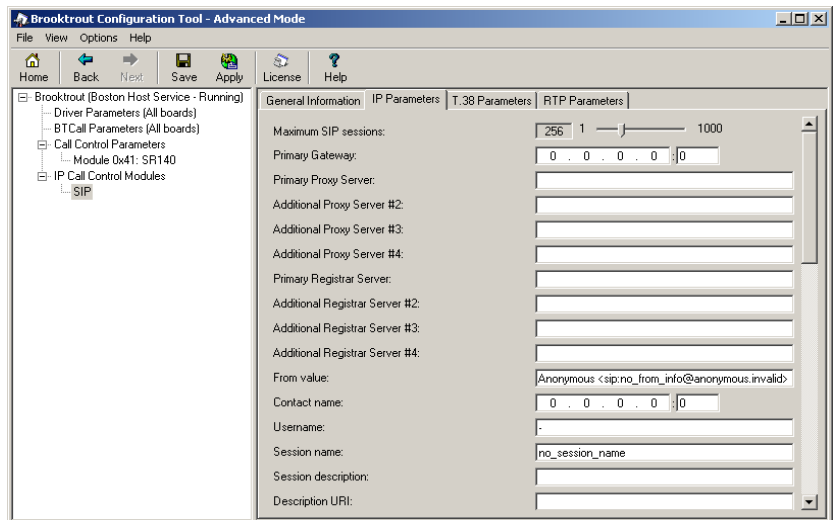 Brooktrout Configuration Tool - Advanced Mode
File View Options Help
Home Back Next Save Apply License Help
Brooktrout (Boston Host Service - Running)
Driver Parameters (All boards)
BTCall Parameters (All boards)
Call Control Parameters
Module 0x41: SR140
IP Call Control Modules
SIP
General Information IP Parameters T.38 Parameters RTP Parameters
Maximum SIP sessions: 256 1 1000
Primary Gateway: 0 . 0 . 0 . 0 : 0
Primary Proxy Server:
Additional Proxy Server #2:
Additional Proxy Server #3:
Additional Proxy Server #4:
Primary Registrar Server:
Additional Registrar Server #2:
Additional Registrar Server #3:
Additional Registrar Server #4:
From value: Anonymous <sip:no_from_info@anonymous.invalid>
Contact name: 0 . 0 . 0 . 0 : 0
Username: -
Session name: no_session_name
Session description:
Description URI: